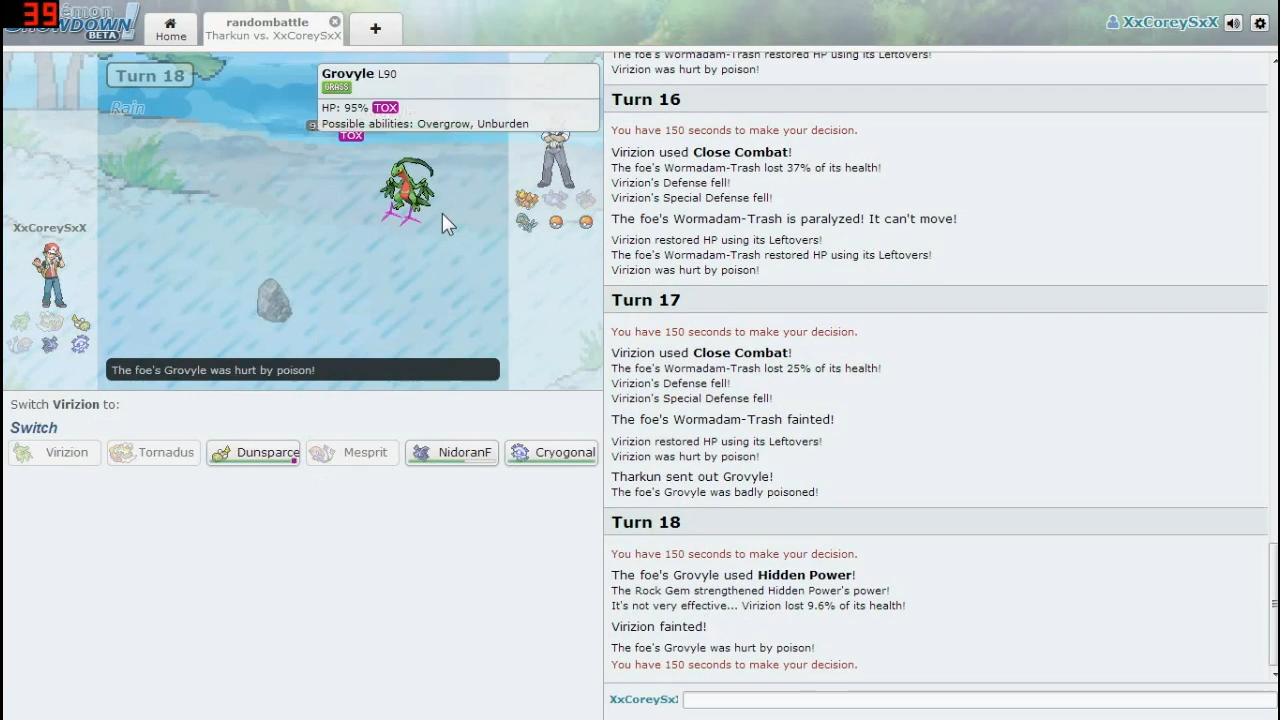 39
émon
Showdown!
BETA
Home
randombattle
Tharkun vs. XxCoreySxX
+
XxCoreySxX
Turn 18
Rain
Grovyle L90
GRASS
HP: 95% TOX
Possible abilities: Overgrow, Unburden
TOX
XxCoreySxX
The foe's Grovyle was hurt by poison!
Switch Virizion to:
Switch
Virizion
Tornadus
Dunsparce
Mesprit
NidoranF
Cryogonal
The foe's Wormadam-Trash restored HP using its Leftovers!
Virizion was hurt by poison!
Turn 16
You have 150 seconds to make your decision.
Virizion used Close Combat!
The foe's Wormadam-Trash lost 37% of its health!
Virizion's Defense fell!
Virizion's Special Defense fell!
The foe's Wormadam-Trash is paralyzed! It can't move!
Virizion restored HP using its Leftovers!
The foe's Wormadam-Trash restored HP using its Leftovers!
Virizion was hurt by poison!
Turn 17
You have 150 seconds to make your decision.
Virizion used Close Combat!
The foe's Wormadam-Trash lost 25% of its health!
Virizion's Defense fell!
Virizion's Special Defense fell!
The foe's Wormadam-Trash fainted!
Virizion restored HP using its Leftovers!
Virizion was hurt by poison!
Tharkun sent out Grovyle!
The foe's Grovyle was badly poisoned!
Turn 18
You have 150 seconds to make your decision.
The foe's Grovyle used Hidden Power!
The Rock Gem strengthened Hidden Power's power!
It's not very effective... Virizion lost 9.6% of its health!
Virizion fainted!
The foe's Grovyle was hurt by poison!
You have 150 seconds to make your decision.
XxCoreySxX